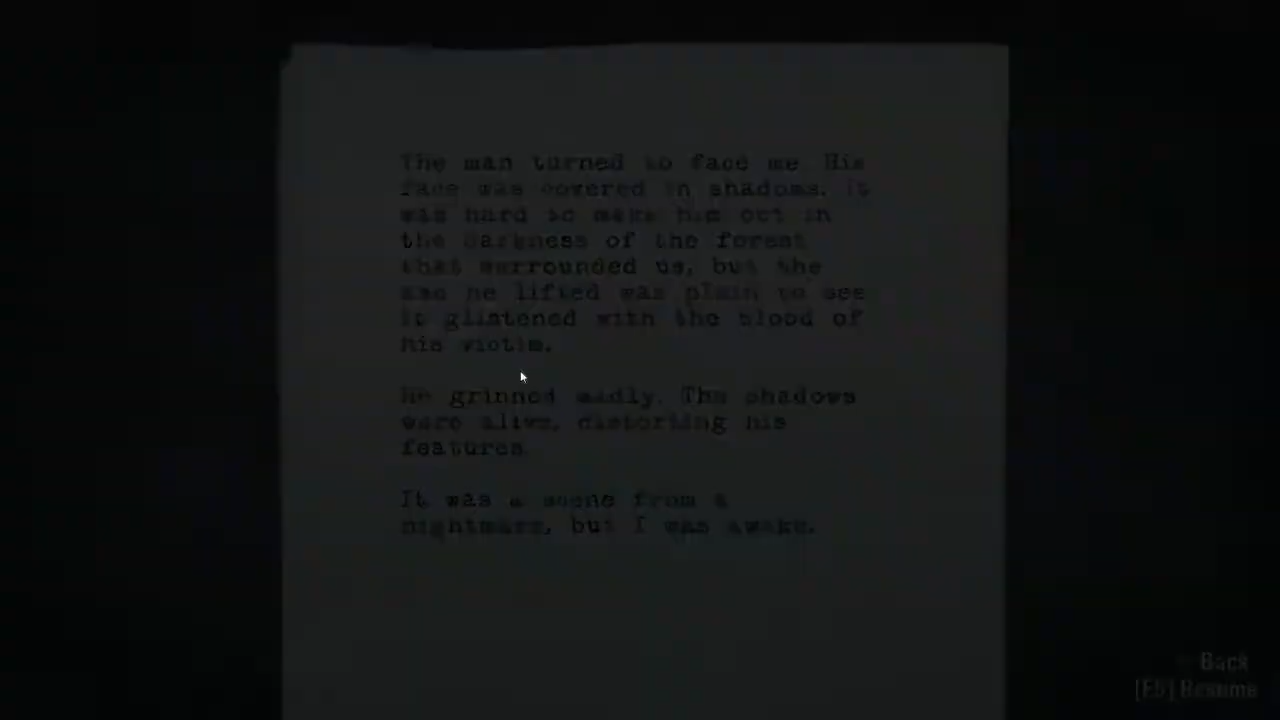 The man turned to face me. His
face was covered in shadows. It
was hard to make him out in
the darkness of the forest
that surrounded us, but the
axe he lifted was plain to see.
It glistened with the blood of
his victim.
He grinned madly. The shadows
were alive, distorting his
features.
It was a scene from a
nightmare, but I was awake.
Back
[F5] Resume